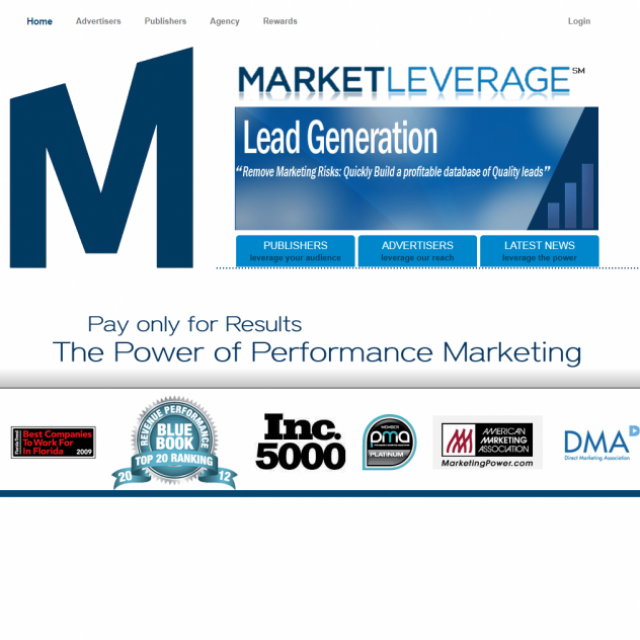 Home Advertisers Publishers Agency Rewards Login
M
MARKETLEVERAGE℠
Lead Generation
“Remove Marketing Risks: Quickly Build a profitable database of Quality leads”
PUBLISHERS ADVERTISERS LATEST NEWS
leverage your audience leverage our reach leverage the power
Pay only for Results
The Power of Performance Marketing
Best Companies
To Work For
In Florida 2009
REVENUE PERFORMANCE
BLUE
BOOK
TOP 20 RANKING
20 12
Inc.
5000
MEMBER
pma
PLATINUM
AMERICAN
MARKETING
ASSOCIATION
MarketingPower.com
DMA D
Direct Marketing Association